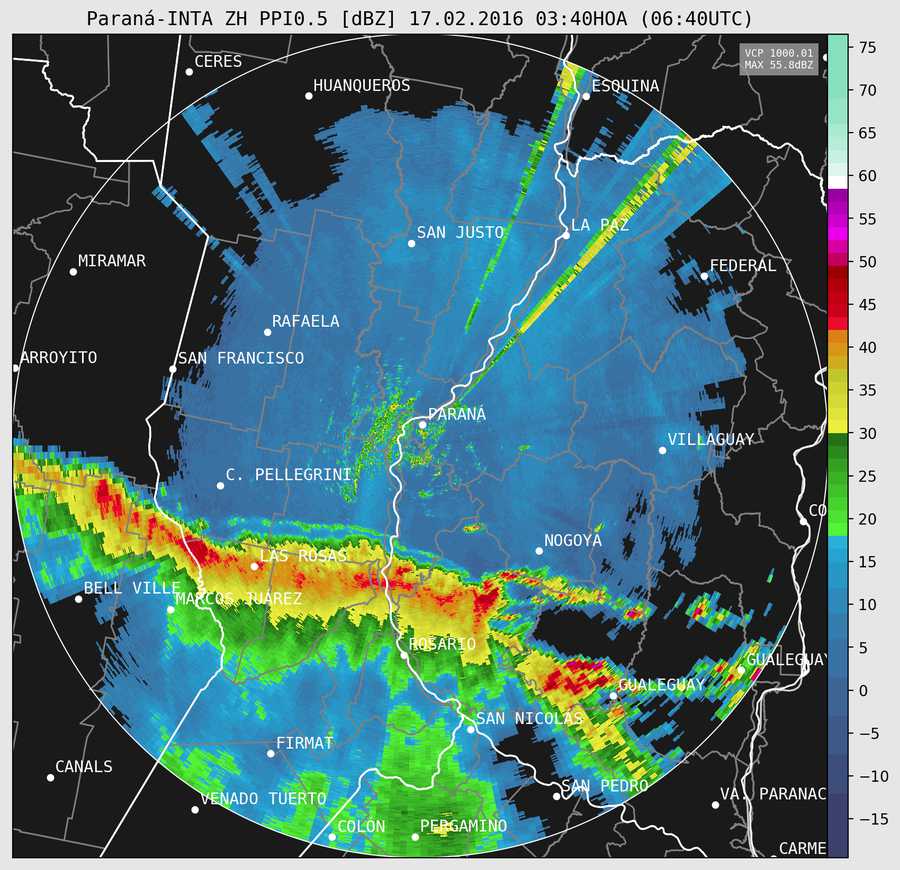 Paraná-INTA ZH PPI0.5 [dBZ] 17.02.2016 03:40HOA (06:40UTC)
VCP 1000.01
MAX 55.8dBZ
CERES
HUANQUEROS
ESQUINA
SAN JUSTO
LA PAZ
MIRAMAR
FEDERAL
RAFAELA
ARROYITO
SAN FRANCISCO
PARANÁ
VILLAGUAY
C. PELLEGRINI
CO
NOGOYA
LAS ROSAS
BELL VILLE
MARCOS JUÁREZ
ROSARIO
GUALEGUAY
GUALEGUAY
SAN NICOLÁS
FIRMAT
CANALS
SAN PEDRO
VENADO TUERTO
VA. PARANAC
COLON
PERGAMINO
CARME
75
70
65
60
55
50
45
40
35
30
25
20
15
10
5
0
−5
−10
−15